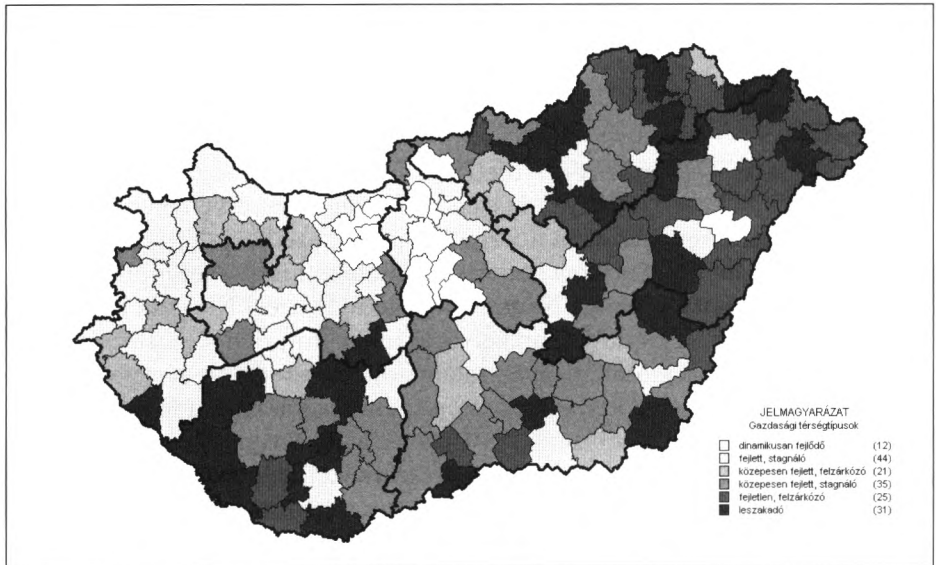 JELMAGYARÁZAT
Gazdasági térségtípusok
dinamikusan fejlődő (12)
fejlett, stagnáló (44)
közepesen fejlett, felzárkózó (21)
közepesen fejlett, stagnáló (35)
fejletlen, felzárkózó (25)
leszakadó (31)